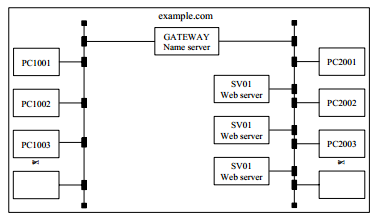 example.com
GATEWAY
Name server
PC1001
PC2001
SV01
Web server
PC1002
PC2002
SV01
Web server
PC1003
PC2003
SV01
Web server